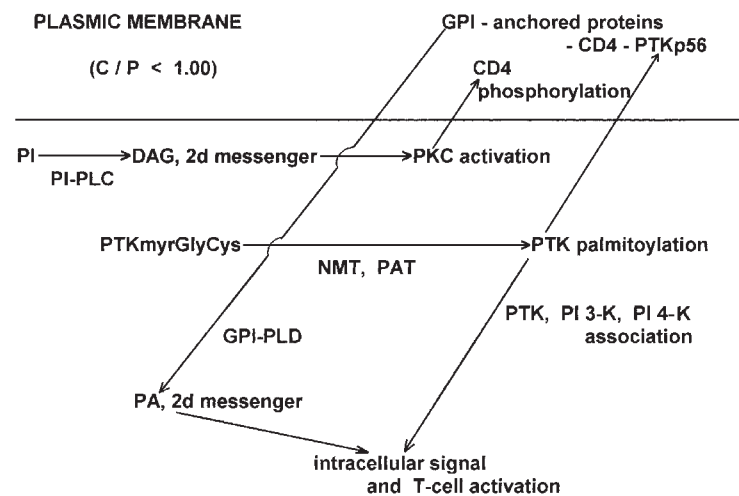 PLASMIC MEMBRANE
GPI - anchored proteins
- CD4 - PTKp56
(C / P < 1.00)
CD4
phosphorylation
PI
DAG, 2d messenger
PKC activation
PI-PLC
PTKmyrGlyCys
PTK palmitoylation
NMT, PAT
PTK, PI 3-K, PI 4-K
association
GPI-PLD
PA, 2d messenger
intracellular signal
and T-cell activation